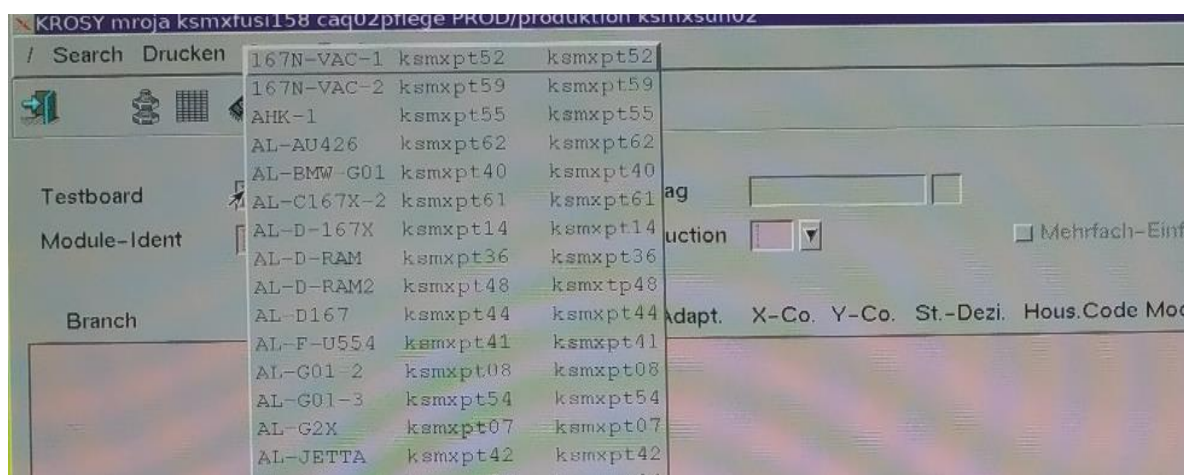 KROSY mroja ksmxfusi158 caq02pflege PROD/produktion ksmxsun02
/ Search Drucken
167N-VAC-1 ksmxpt52 ksmxpt52
167N-VAC-2 ksmxpt59 ksmxpt59
AHK-1 ksmxpt55 ksmxpt55
AL-AU426 ksmxpt62 ksmxpt62
AL-BMW-G01 ksmxpt40 ksmxpt40
Testboard AL-C167X-2 ksmxpt61 ksmxpt61 ag
Module-Ident AL-D-167X ksmxpt14 ksmxpt14 uction Mehrfach-Einf
AL-D-RAM ksmxpt36 ksmxpt36
AL-D-RAM2 ksmxpt48 ksmxtp48
Branch AL-D167 ksmxpt44 ksmxpt44 Adapt. X-Co. Y-Co. St.-Dezi. Hous.Code Mod
AL-F-U554 ksmxpt41 ksmxpt41
AL-G01-2 ksmxpt08 ksmxpt08
AL-G01-3 ksmxpt54 ksmxpt54
AL-G2X ksmxpt07 ksmxpt07
AL-JETTA ksmxpt42 ksmxpt42